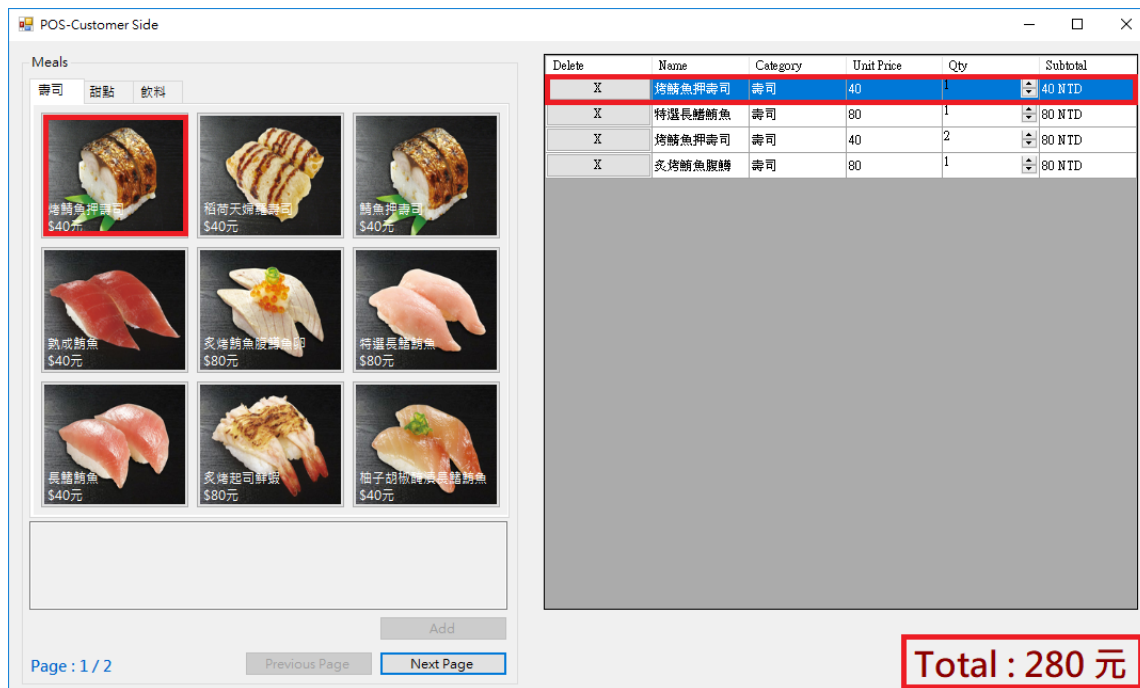 POS-Customer Side
Meals
壽司 甜點 飲料
烤鯖魚押壽司
$40元
稻荷天婦羅壽司
$40元
鯖魚押壽司
$40元
熟成鮪魚
$40元
炙烤鮪魚腹鱒魚卵
$80元
特選長鰭鮪魚
$80元
長鰭鮪魚
$40元
炙烤起司鮮蝦
$80元
柚子胡椒醃漬長鰭鮪魚
$40元
Add
Page : 1 / 2 Previous Page Next Page
Delete Name Category Unit Price Qty Subtotal
X 烤鯖魚押壽司 壽司 40 1 40 NTD
X 特選長鰭鮪魚 壽司 80 1 80 NTD
X 烤鯖魚押壽司 壽司 40 2 80 NTD
X 炙烤鮪魚腹鱒 壽司 80 1 80 NTD
Total : 280 元